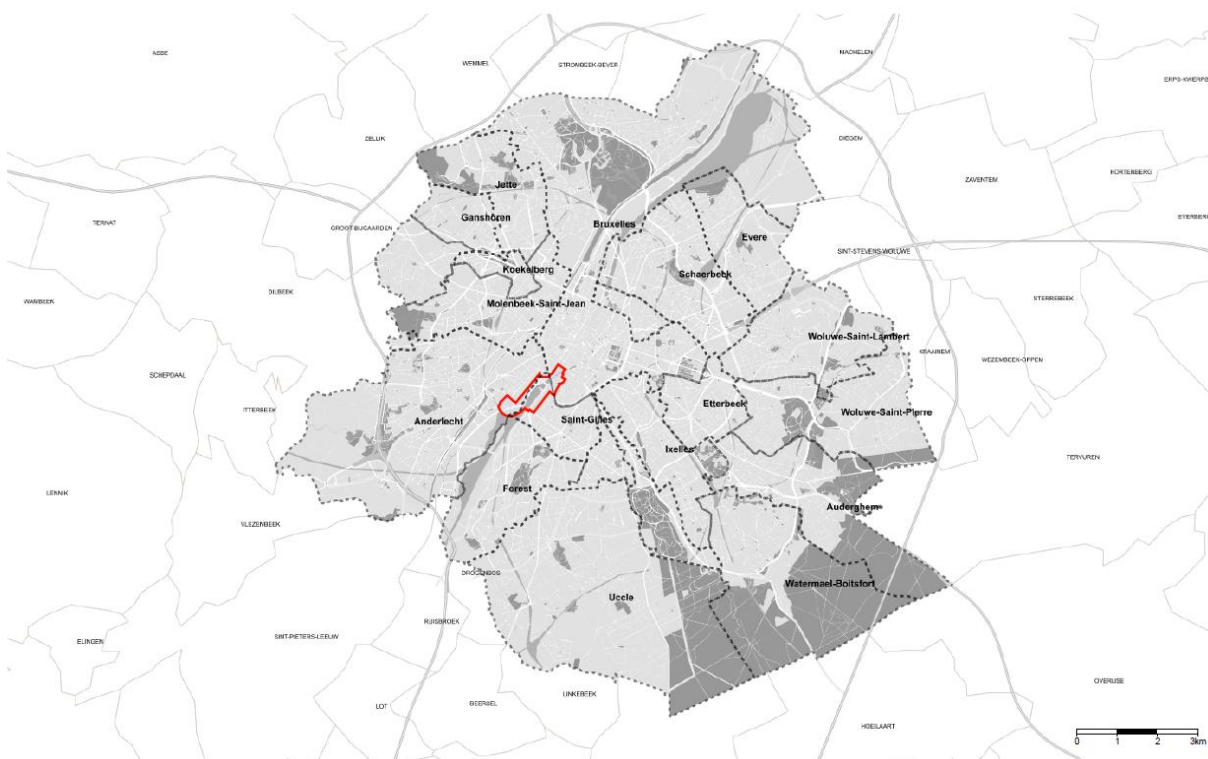 ASSE
MACHELEN
WEMMEL
STROMBEEK-BEVER
ERPS-KWERPS
ZELLIK
DIEGEM
ZAVENTEM
KORTENBERG
Jette
Ganshoren
TERNAT
GROOT-BIJGAARDEN
Bruxelles
EVERBERG
Evere
SINT-STEVENS-WOLUWE
Koekelberg
Schaerbeek
DILBEEK
WAMBEEK
STERREBEEK
Molenbeek-Saint-Jean
Woluwe-Saint-Lambert
KRAAINEM
WEZEMBEEK-OPPEM
SCHEPDAAL
ITTERBEEK
Etterbeek
Woluwe-Saint-Pierre
Anderlecht
Saint-Gilles
Ixelles
TERVUREN
LENNIK
Forest
Auderghem
VLEZENBEEK
DROGENBOS
Watermael-Boitsfort
Uccle
RUISBROEK
SINT-PIETERS-LEEUW
ELINGEN
OVERIJSE
LINKEBEEK
LOT
BEERSEL
HOEILAART
0 1 2 3km